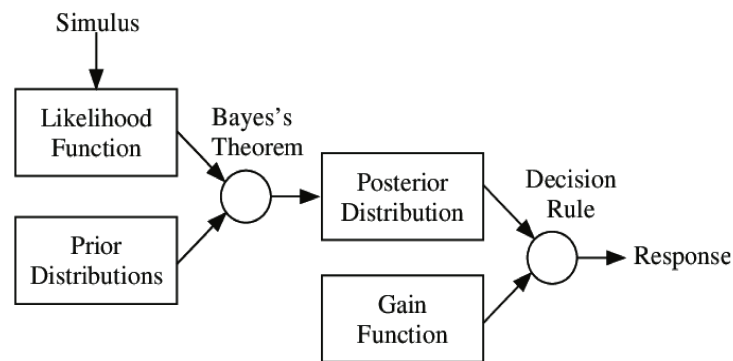 Simulus
Likelihood
Function
Bayes's
Theorem
Prior
Distributions
Posterior
Distribution
Decision
Rule
Gain
Function
Response